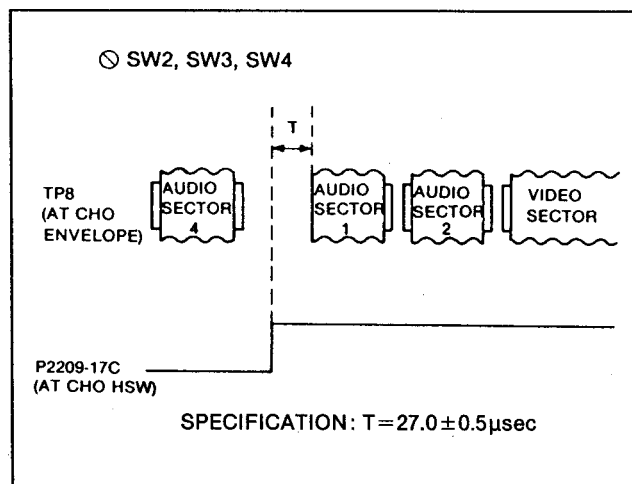 SW2, SW3, SW4
T
TP8
(AT CHO
ENVELOPE)
AUDIO
SECTOR
4
AUDIO
SECTOR
1
AUDIO
SECTOR
2
VIDEO
SECTOR
P2209-17C
(AT CHO HSW)
SPECIFICATION: T=27.0±0.5µsec